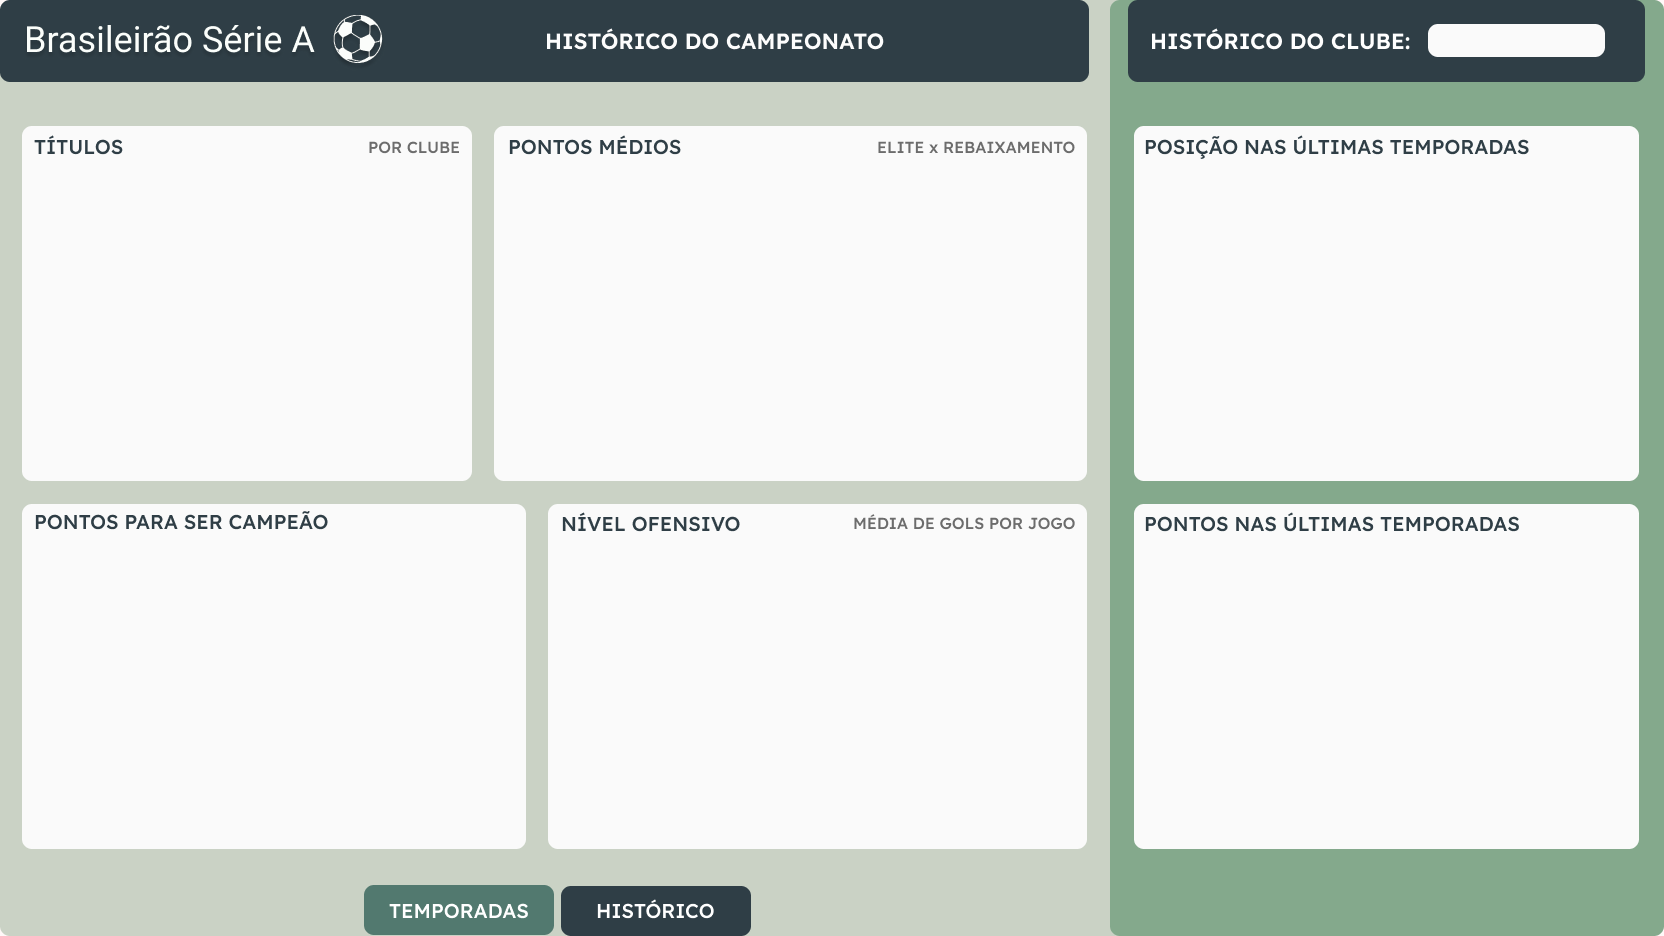 Brasileirão Série A
HISTÓRICO DO CAMPEONATO
HISTÓRICO DO CLUBE:
TÍTULOS
POR CLUBE
PONTOS MÉDIOS
ELITE x REBAIXAMENTO
POSIÇÃO NAS ÚLTIMAS TEMPORADAS
PONTOS PARA SER CAMPEÃO
NÍVEL OFENSIVO
MÉDIA DE GOLS POR JOGO
PONTOS NAS ÚLTIMAS TEMPORADAS
TEMPORADAS
HISTÓRICO